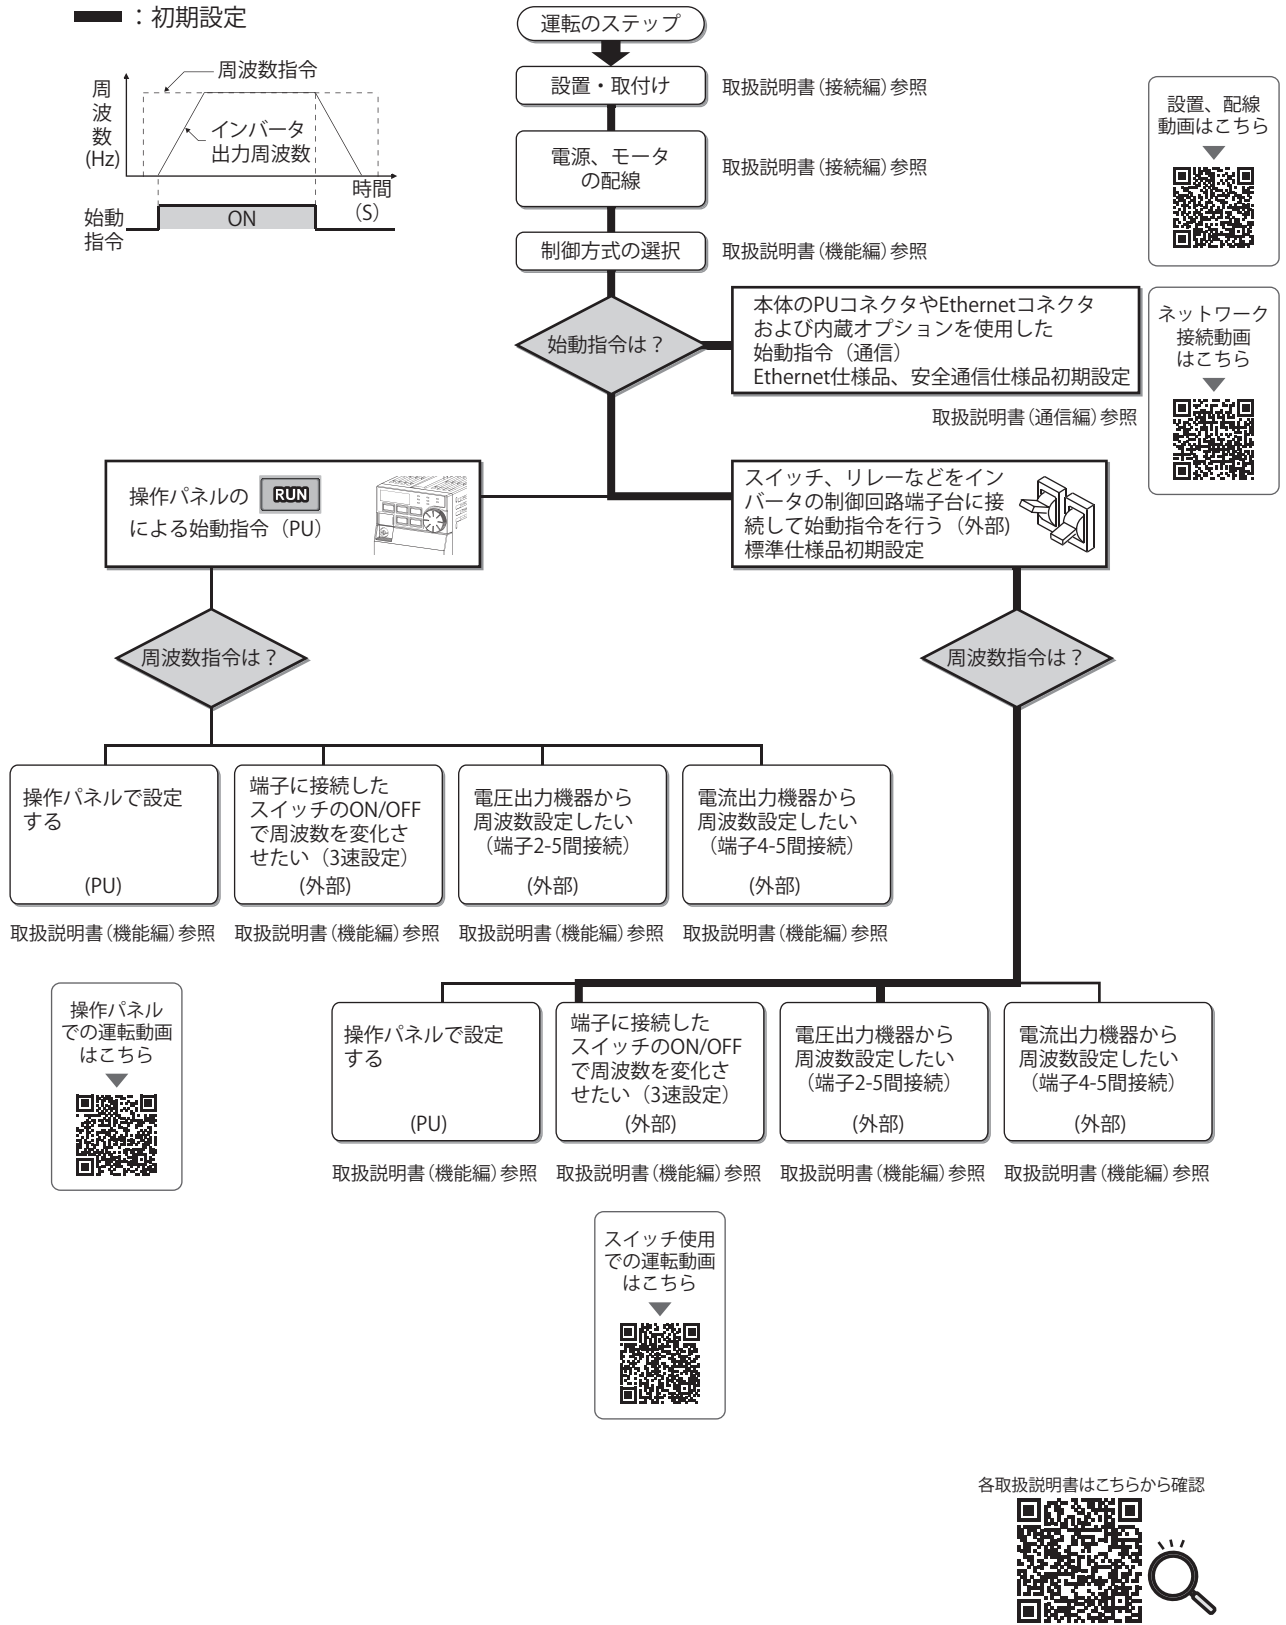 ：初期設定
運転のステップ
周波数指令
周波数(Hz)
インバータ
出力周波数
時間
（S）
始動
指令
ON
設置・取付け
取扱説明書（接続編）参照
電源、モータ
の配線
取扱説明書（接続編）参照
制御方式の選択
取扱説明書（機能編）参照
設置、配線
動画はこちら
始動指令は？
本体のPUコネクタやEthernetコネクタ
および内蔵オプションを使用した
始動指令（通信）
Ethernet仕様品、安全通信仕様品初期設定
取扱説明書（通信編）参照
ネットワーク
接続動画
はこちら
操作パネルの RUN
による始動指令（PU）
スイッチ、リレーなどをイン
バータの制御回路端子台に接
続して始動指令を行う（外部)
標準仕様品初期設定
周波数指令は？
周波数指令は？
操作パネルで設定
する
(PU)
端子に接続した
スイッチのON/OFF
で周波数を変化さ
せたい（3速設定）
(外部)
電圧出力機器から
周波数設定したい
（端子2-5間接続）
(外部)
電流出力機器から
周波数設定したい
（端子4-5間接続）
(外部)
取扱説明書（機能編）参照
取扱説明書（機能編）参照
取扱説明書（機能編）参照
取扱説明書（機能編）参照
操作パネル
での運転動画
はこちら
操作パネルで設定
する
(PU)
端子に接続した
スイッチのON/OFF
で周波数を変化さ
せたい（3速設定）
(外部)
電圧出力機器から
周波数設定したい
（端子2-5間接続）
(外部)
電流出力機器から
周波数設定したい
（端子4-5間接続）
(外部)
取扱説明書（機能編）参照
取扱説明書（機能編）参照
取扱説明書（機能編）参照
取扱説明書（機能編）参照
スイッチ使用
での運転動画
はこちら
各取扱説明書はこちらから確認